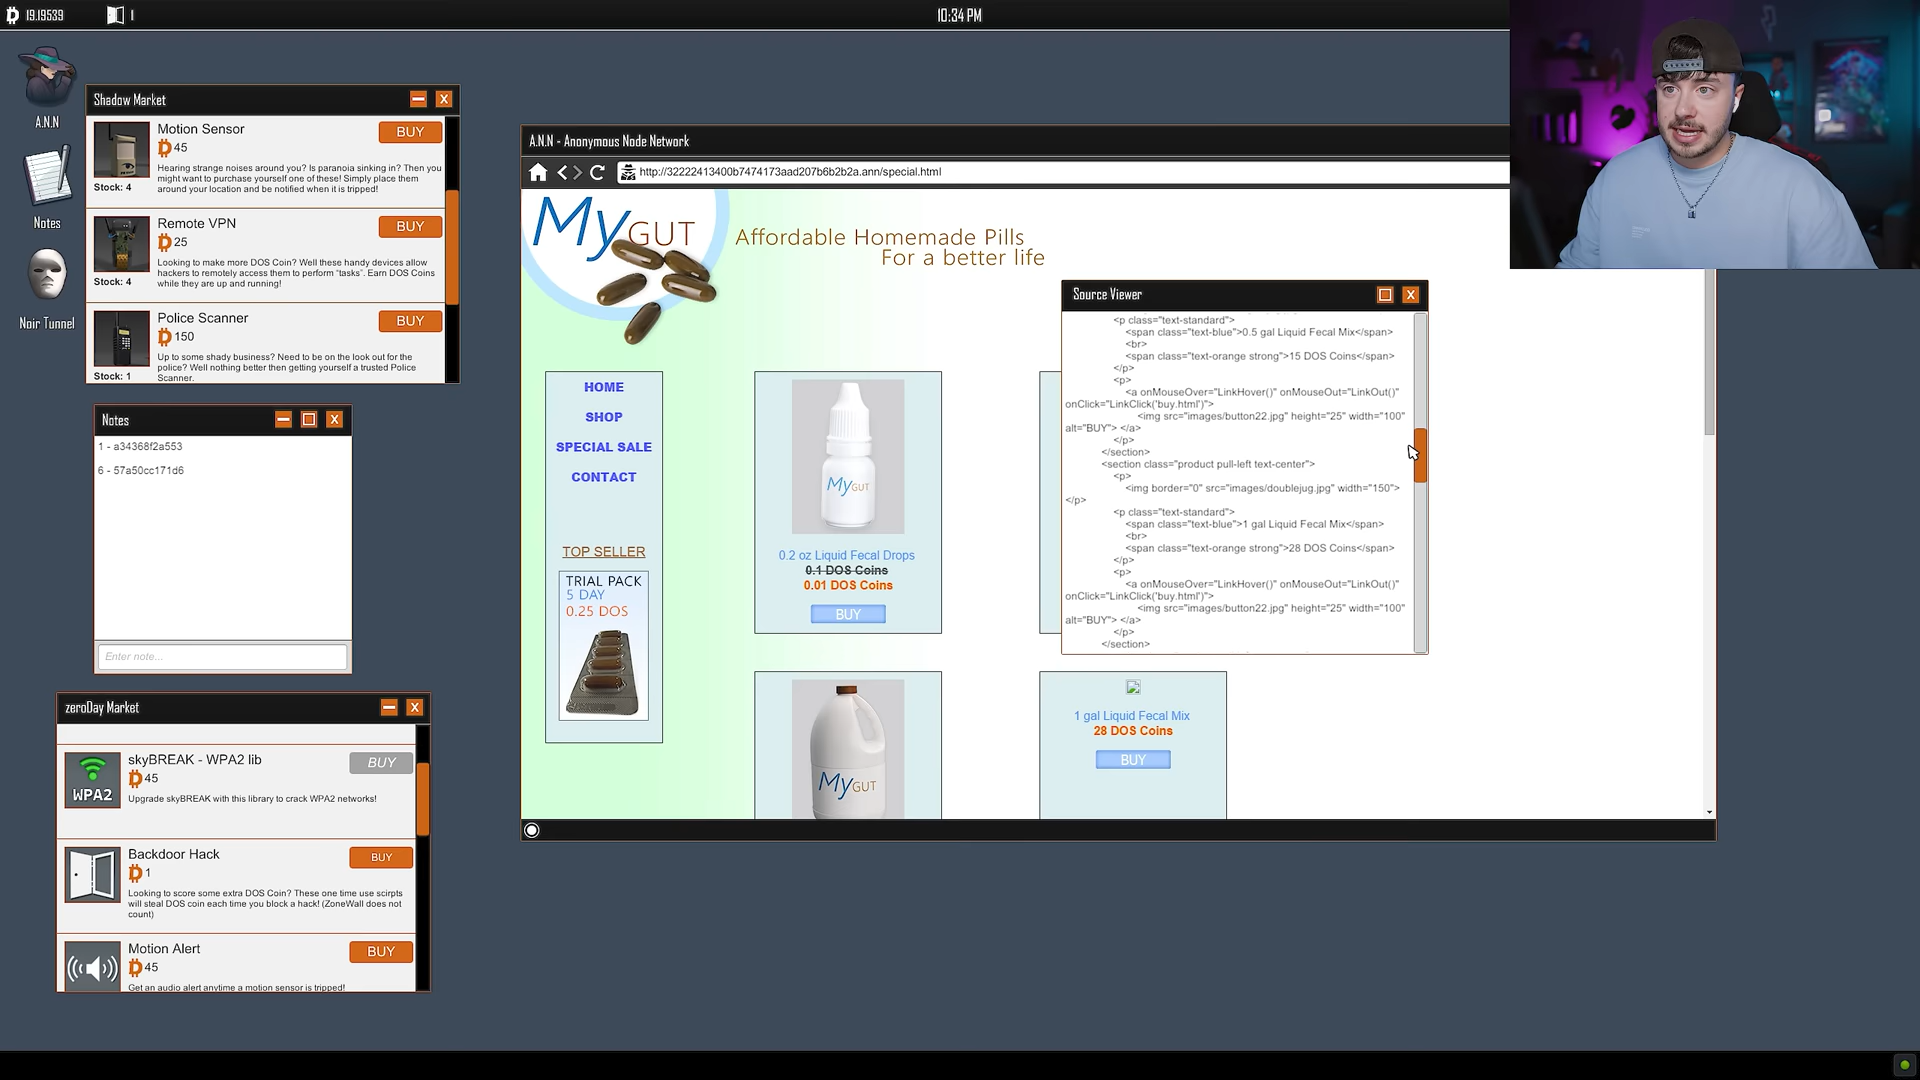 19.19539
1
10:34 PM
A.N.N
Notes
Noir Tunnel
Shadow Market
Motion Sensor
BUY
45
Hearing strange noises around you? Is paranoia sinking in? Then you
might want to purchase yourself one of these! Simply place them
around your location and be notified when it is tripped!
Stock: 4
Remote VPN
BUY
25
Looking to make more DOS Coin? Well these handy devices allow
hackers to remotely access them to perform "tasks". Earn DOS Coins
while they are up and running!
Stock: 4
Police Scanner
BUY
150
Up to some shady business? Need to be on the look out for the
police? Well nothing better then getting yourself a trusted Police
Scanner.
Stock: 1
Notes
1 - a34368f2a553
6 - 57a50cc171d6
Enter note...
zeroDay Market
skyBREAK - WPA2 lib
BUY
45
WPA2
Upgrade skyBREAK with this library to crack WPA2 networks!
Backdoor Hack
BUY
1
Looking to score some extra DOS Coin? These one time use scirpts
will steal DOS coin each time you block a hack! (ZoneWall does not
count)
Motion Alert
BUY
45
Get an audio alert anytime a motion sensor is tripped!
A.N.N - Anonymous Node Network
http://32222413400b7474173aad207b6b2b2a.ann/special.html
My GUT
Affordable Homemade Pills
For a better life
HOME
SHOP
SPECIAL SALE
CONTACT
TOP SELLER
TRIAL PACK
5 DAY
0.25 DOS
My GUT
0.2 oz Liquid Fecal Drops
0.1 DOS Coins
0.01 DOS Coins
BUY
My GUT
1 gal Liquid Fecal Mix
28 DOS Coins
BUY
Source Viewer
<p class="text-standard">
<span class="text-blue">0.5 gal Liquid Fecal Mix</span>
<br>
<span class="text-orange strong">15 DOS Coins</span>
</p>
<p>
<a onMouseOver="LinkHover()" onMouseOut="LinkOut()"
onClick="LinkClick('buy.html')">
<img src="images/button22.jpg" height="25" width="100"
alt="BUY"> </a>
</p>
</section>
<section class="product pull-left text-center">
<p>
<img border="0" src="images/doublejug.jpg" width="150">
</p>
<p class="text-standard">
<span class="text-blue">1 gal Liquid Fecal Mix</span>
<br>
<span class="text-orange strong">28 DOS Coins</span>
</p>
<p>
<a onMouseOver="LinkHover()" onMouseOut="LinkOut()"
onClick="LinkClick('buy.html')">
<img src="images/button22.jpg" height="25" width="100"
alt="BUY"> </a>
</p>
</section>